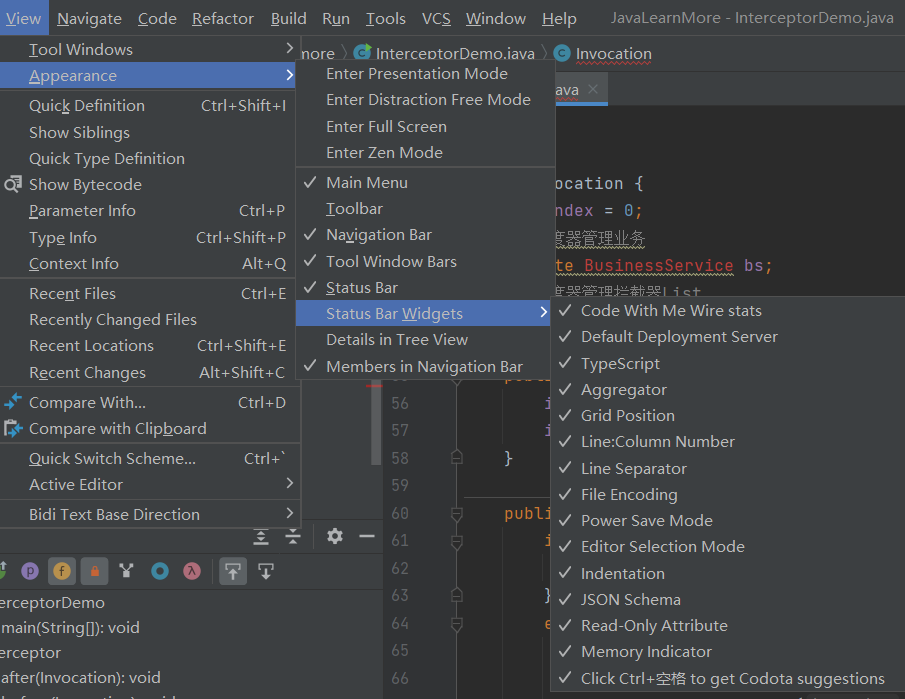 View Navigate Code Refactor Build Run Tools VCS Window Help JavaLearnMore - InterceptorDemo.java
more InterceptorDemo.java Invocation
Tool Windows
Appearance
Quick Definition Ctrl+Shift+I
Show Siblings
Quick Type Definition
Show Bytecode
Parameter Info Ctrl+P
Type Info Ctrl+Shift+P
Context Info Alt+Q
Recent Files Ctrl+E
Recently Changed Files
Recent Locations Ctrl+Shift+E
Recent Changes Alt+Shift+C
Compare With... Ctrl+D
Compare with Clipboard
Quick Switch Scheme... Ctrl+`
Active Editor
Bidi Text Base Direction
Enter Presentation Mode
Enter Distraction Free Mode
Enter Full Screen
Enter Zen Mode
Main Menu
Toolbar
Navigation Bar
Tool Window Bars
Status Bar
Status Bar Widgets
Details in Tree View
Members in Navigation Bar
Code With Me Wire stats
Default Deployment Server
TypeScript
Aggregator
Grid Position
Line:Column Number
Line Separator
File Encoding
Power Save Mode
Editor Selection Mode
Indentation
JSON Schema
Read-Only Attribute
Memory Indicator
Click Ctrl+空格 to get Codota suggestions
ava
ocation {
ndex = 0;
器管理业务
te BusinessService bs;
器管理拦截器List
56 i
57 i
58 }
59
60 publi
61 i
62
63 }
64 e
65
66
erceptorDemo
main(String[]): void
erceptor
after(Invocation): void